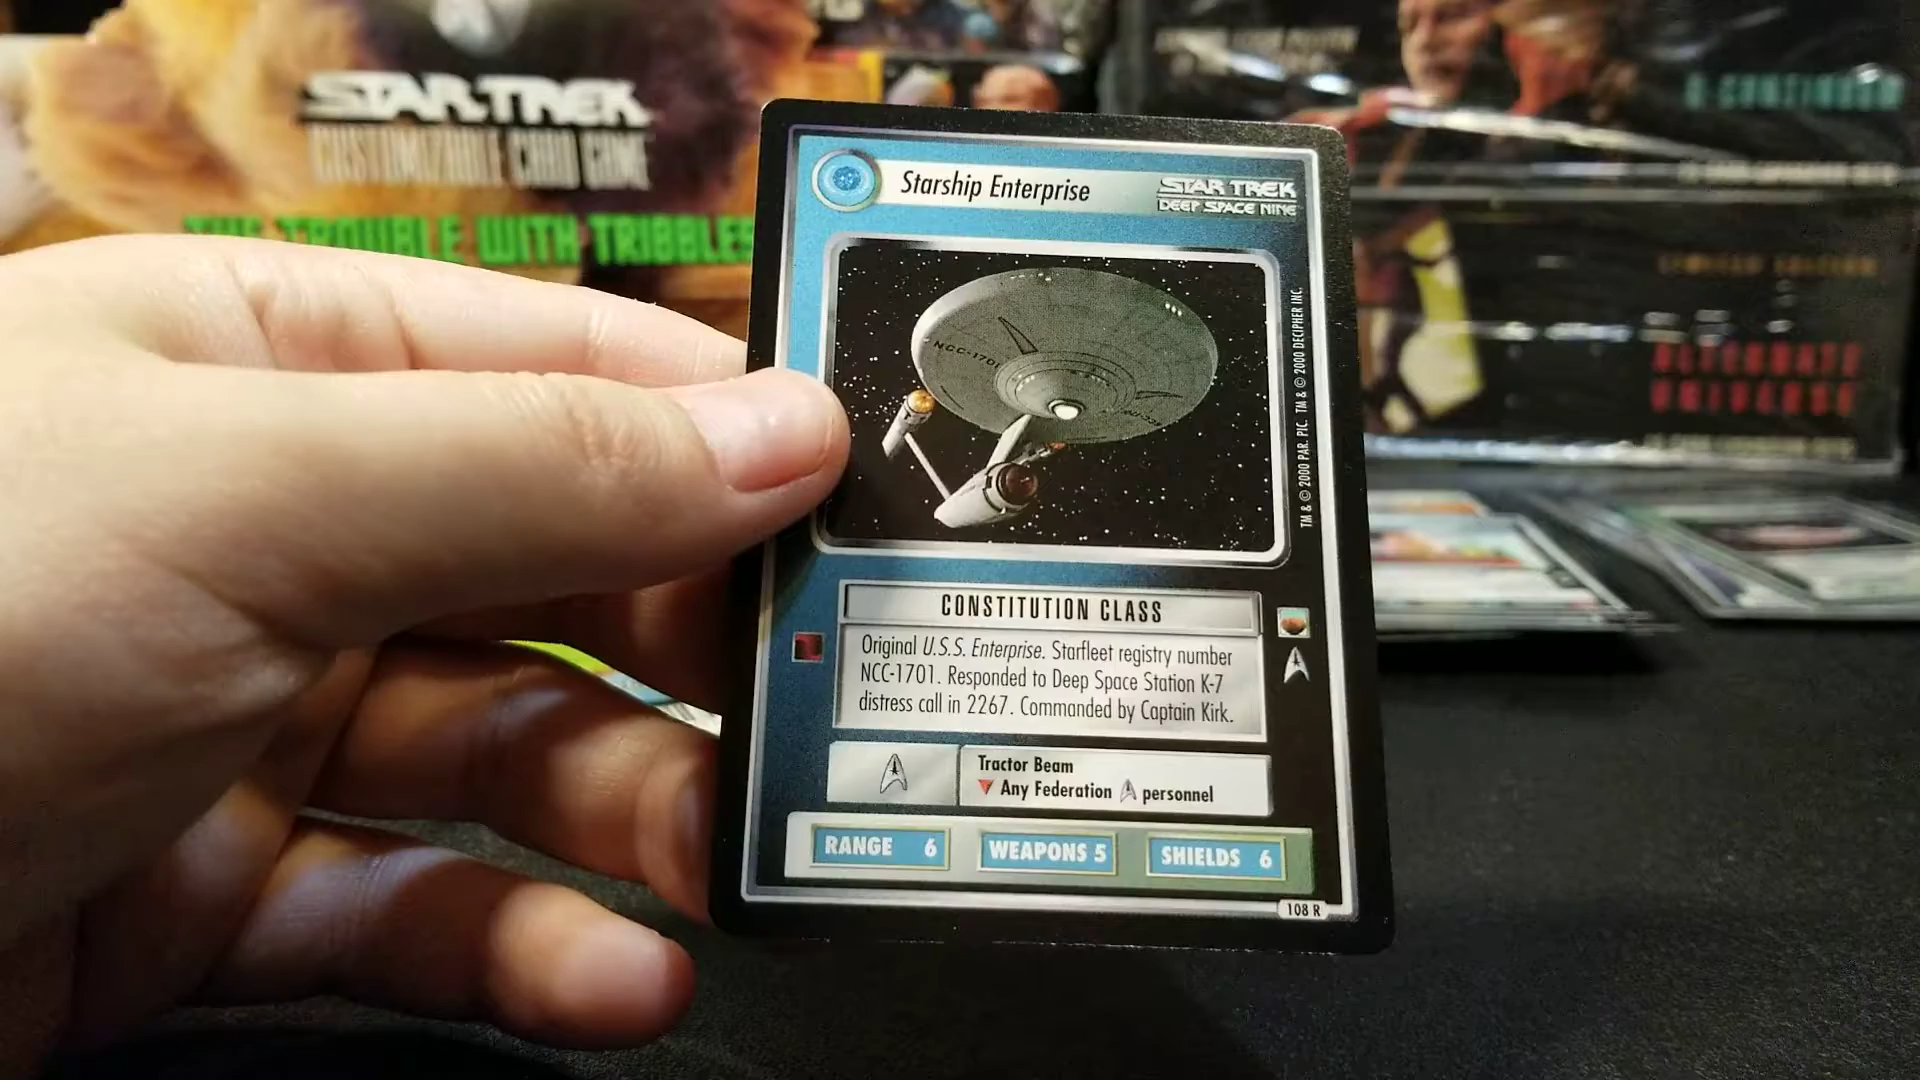 STAR TREK
CUSTOMIZABLE CARD GAME
THE TROUBLE WITH TRIBBLES
Q CONTINUUM
LIMITED EDITION
ALTERNATE
UNIVERSE
Starship Enterprise
STAR TREK
DEEP SPACE NINE
NCC-1701
TM & © 2000 PAR. PIC. TM & © 2000 DECIPHER INC.
CONSTITUTION CLASS
Original U.S.S. Enterprise. Starfleet registry number
NCC-1701. Responded to Deep Space Station K-7
distress call in 2267. Commanded by Captain Kirk.
Tractor Beam
Any Federation personnel
RANGE 6
WEAPONS 5
SHIELDS 6
108 R